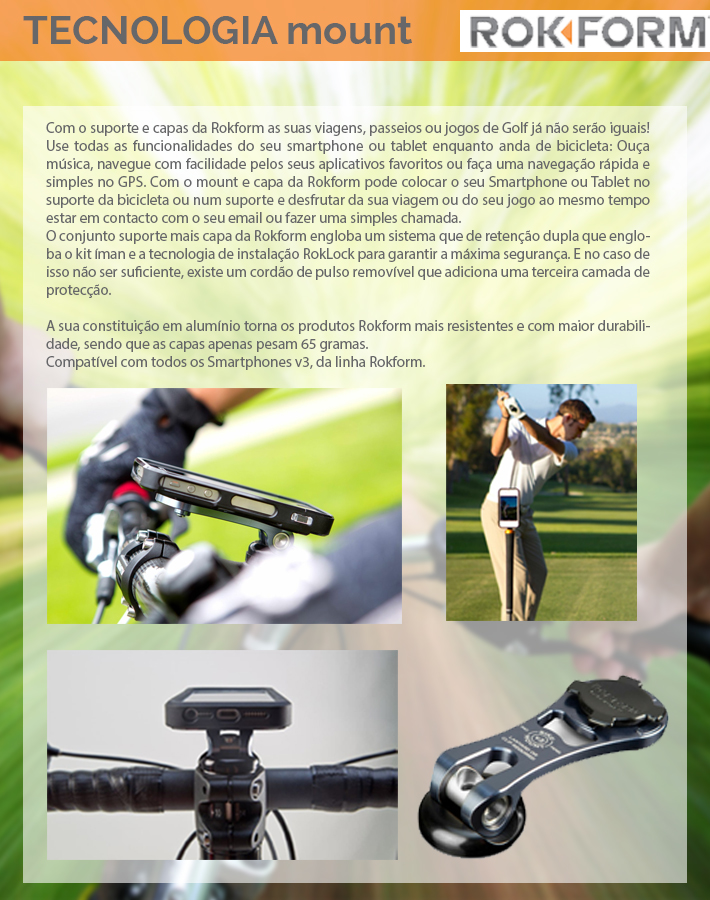 TECNOLOGIA mount
ROKFORM
Com o suporte e capas da Rokform as suas viagens, passeios ou jogos de Golf já não serão iguais!
Use todas as funcionalidades do seu smartphone ou tablet enquanto anda de bicicleta: Ouça
música, navegue com facilidade pelos seus aplicativos favoritos ou faça uma navegação rápida e
simples no GPS. Com o mount e capa da Rokform pode colocar o seu Smartphone ou Tablet no
suporte da bicicleta ou num suporte e desfrutar da sua viagem ou do seu jogo ao mesmo tempo
estar em contacto com o seu email ou fazer uma simples chamada.
O conjunto suporte mais capa da Rokform engloba um sistema que de retenção dupla que englo-
ba o kit íman e a tecnologia de instalação RokLock para garantir a máxima segurança. E no caso de
isso não ser suficiente, existe um cordão de pulso removível que adiciona uma terceira camada de
protecção.
A sua constituição em alumínio torna os produtos Rokform mais resistentes e com maior durabili-
dade, sendo que as capas apenas pesam 65 gramas.
Compatível com todos os Smartphones v3, da linha Rokform.